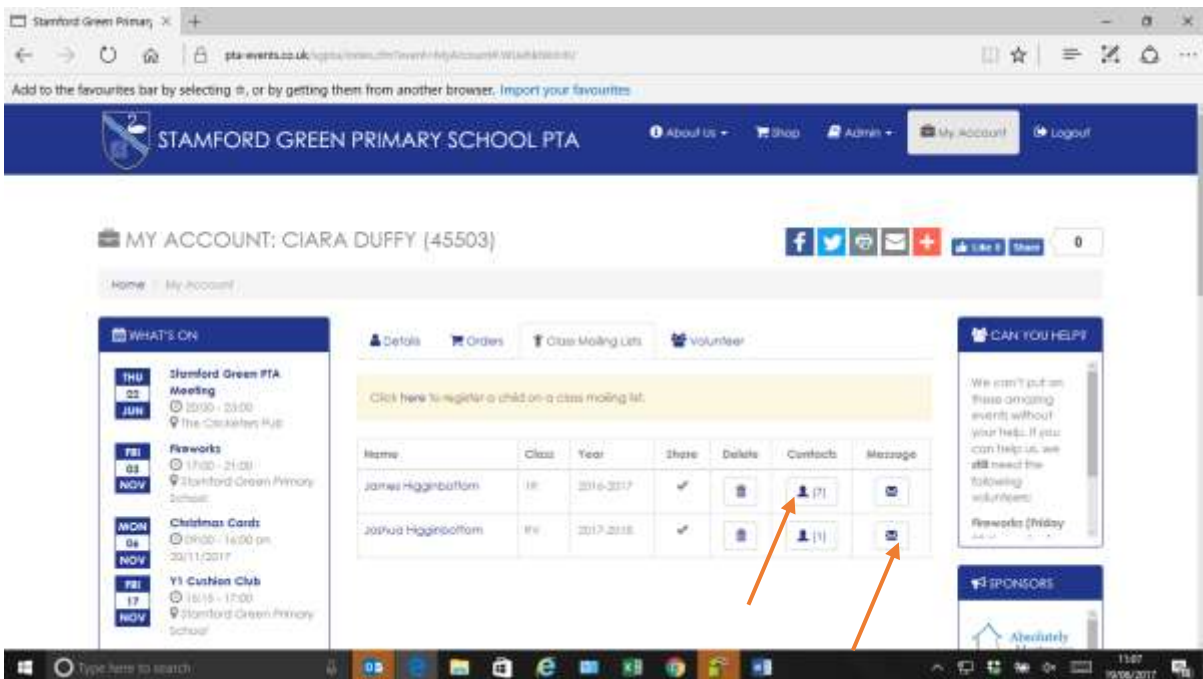 Stamford Green Primary
pta-events.co.uk
Add to the favourites bar by selecting ☆, or by getting them from another browser. Import your favourites
STAMFORD GREEN PRIMARY SCHOOL PTA
About Us Shop Admin My Account Logout
MY ACCOUNT: CIARA DUFFY (45503)
Like 0 Share 0
Home My Account
WHAT'S ON
THU 22 JUN
Stamford Green PTA Meeting
20:00 - 23:00
The Cricketers Pub
FRI 03 NOV
Fireworks
17:00 - 21:00
Stamford Green Primary School
MON 06 NOV
Christmas Cards
09:00 - 16:00 on
20/11/2017
FRI 17 NOV
Y1 Cushion Club
16:15 - 17:00
Stamford Green Primary School
Details Orders Class Mailing Lists Volunteer
Click here to register a child on a class mailing list.
Name Class Year Share Delete Contacts Message
James Higginbottom 2016-2017 (7)
Joshua Higginbottom 2017-2018 (1)
CAN YOU HELP?
We can't put on
these amazing
events without
your help. If you
can help us, we
still need the
following
volunteers:
Fireworks (Friday
SPONSORS
Absolutely
Type here to search
11:07
19/06/2017